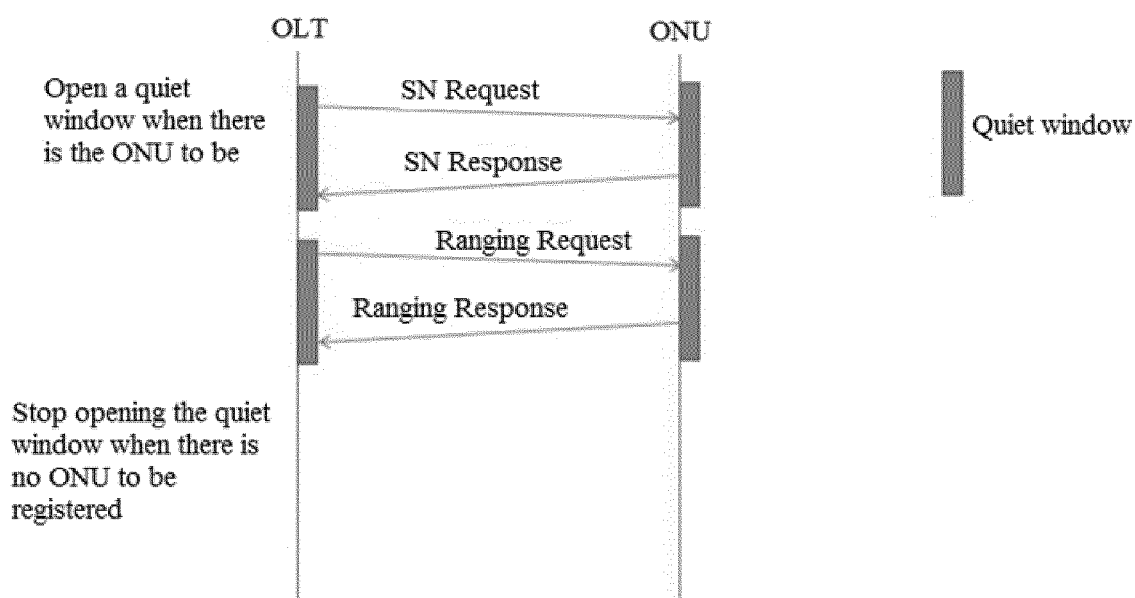 OLT
ONU
Open a quiet
window when there
is the ONU to be
SN Request
Quiet window
SN Response
Ranging Request
Ranging Response
Stop opening the quiet
window when there is
no ONU to be
registered